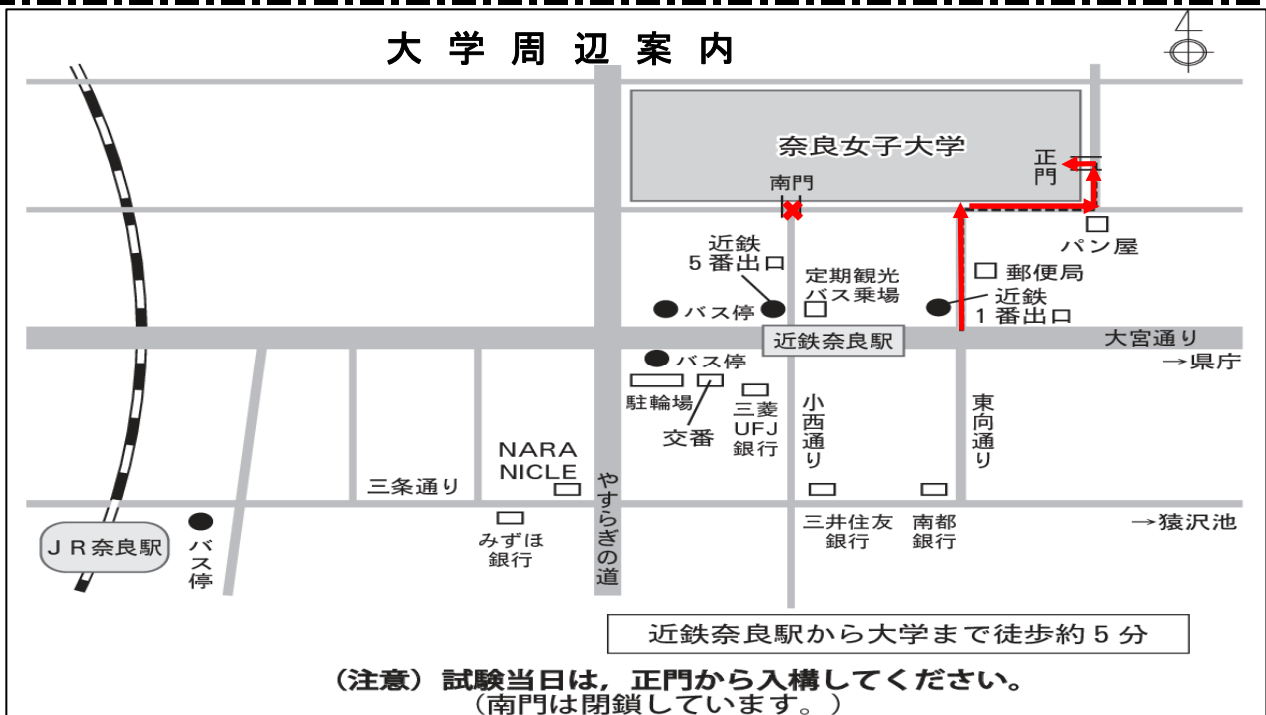 大学周辺案内
奈良女子大学
正門
南門
パン屋
近鉄
5番出口
定期観光
バス乗場
郵便局
近鉄
1番出口
バス停
近鉄奈良駅
大宮通り
→県庁
バス停
駐輪場
交番
三菱
UFJ
銀行
小西通り
東向通り
NARA
NICLE
三条通り
やすらぎの道
みずほ
銀行
三井住友
銀行
南都
銀行
→猿沢池
JR奈良駅
バス停
近鉄奈良駅から大学まで徒歩約5分
(注意) 試験当日は,正門から入構してください。
(南門は閉鎖しています。)